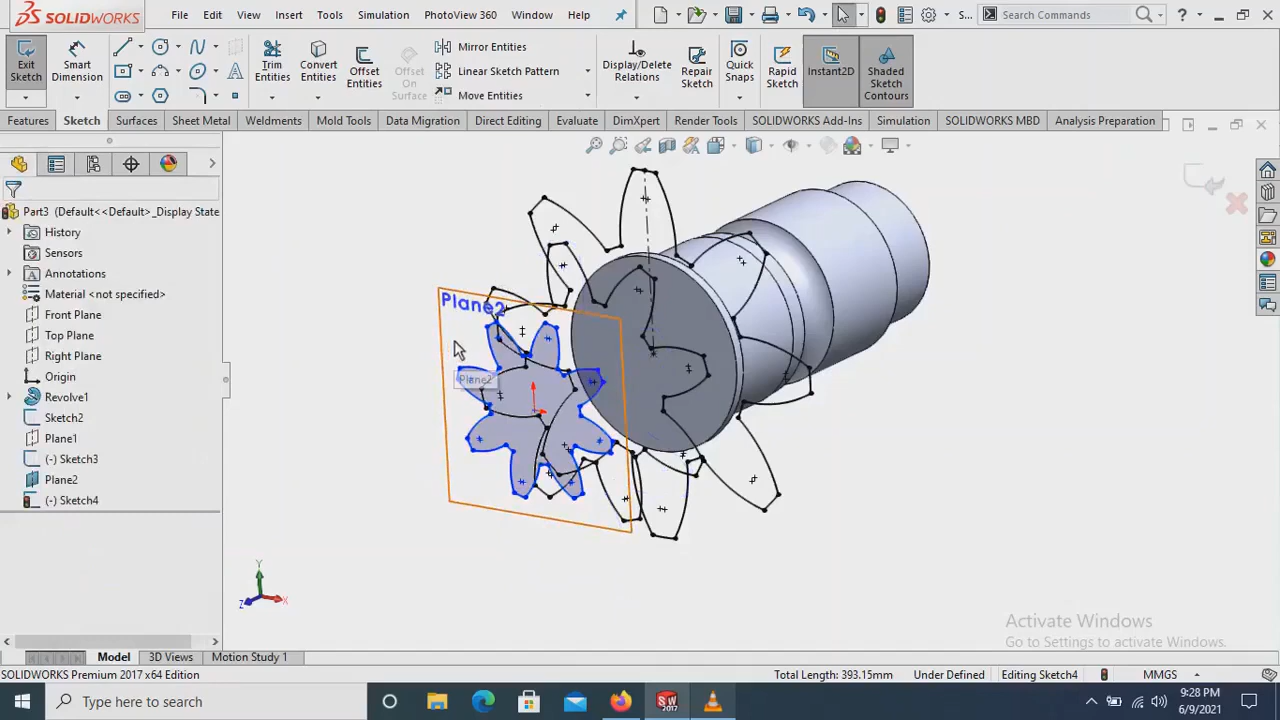 SOLIDWORKS File Edit View Insert Tools Simulation PhotoView 360 Window Help S... Search Commands ?
Exit Sketch
Smart Dimension
Trim Entities
Convert Entities
Offset Entities
Offset On Surface
Mirror Entities
Linear Sketch Pattern
Move Entities
Display/Delete Relations
Repair Sketch
Quick Snaps
Rapid Sketch
Instant2D
Shaded Sketch Contours
Features Sketch Surfaces Sheet Metal Weldments Mold Tools Data Migration Direct Editing Evaluate DimXpert Render Tools SOLIDWORKS Add-Ins Simulation SOLIDWORKS MBD Analysis Preparation
Part3 (Default<<Default>_Display State
History
Sensors
Annotations
Material <not specified>
Front Plane
Top Plane
Right Plane
Origin
Revolve1
Sketch2
Plane1
(-) Sketch3
Plane2
(-) Sketch4
Plane2
Plane2
Y
Z
X
Activate Windows
Go to Settings to activate Windows.
Model 3D Views Motion Study 1
SOLIDWORKS Premium 2017 x64 Edition Total Length: 393.15mm Under Defined Editing Sketch4 MMGS
Type here to search
SW
2017
9:28 PM
6/9/2021